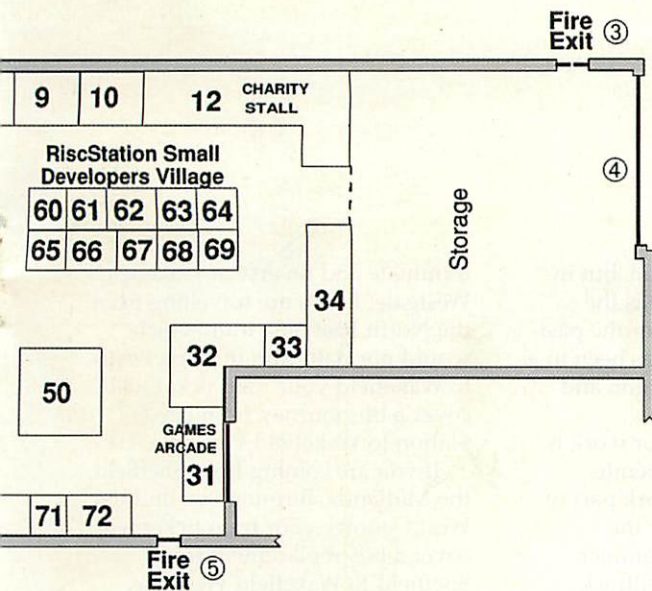 Fire
Exit ③
9 10 12 CHARITY
STALL
④
RiscStation Small
Developers Village
60 61 62 63 64
65 66 67 68 69
Storage
34
32 33
50
GAMES
ARCADE
31
71 72
Fire
Exit ⑤